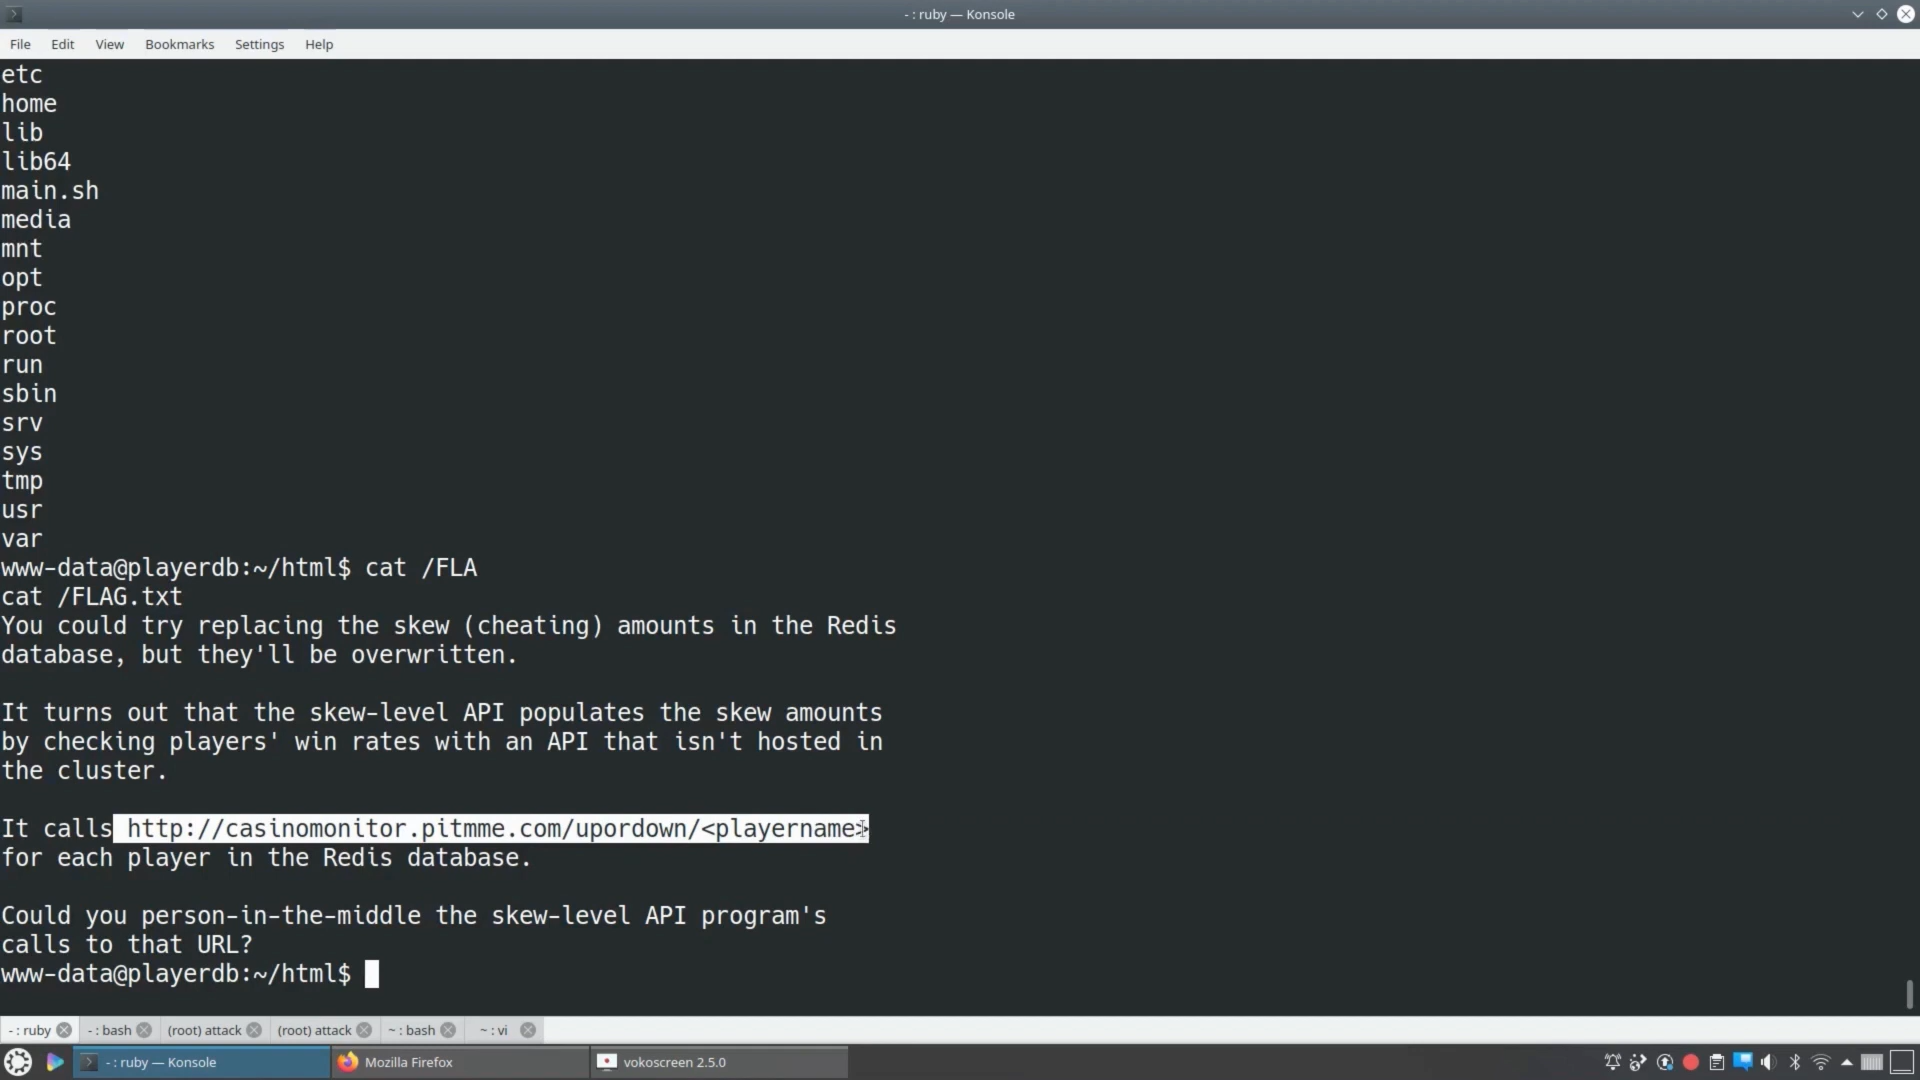 - : ruby — Konsole
File Edit View Bookmarks Settings Help
etc
home
lib
lib64
main.sh
media
mnt
opt
proc
root
run
sbin
srv
sys
tmp
usr
var
www-data@playerdb:~/html$ cat /FLA
cat /FLAG.txt
You could try replacing the skew (cheating) amounts in the Redis
database, but they'll be overwritten.
It turns out that the skew-level API populates the skew amounts
by checking players' win rates with an API that isn't hosted in
the cluster.
It calls http://casinomonitor.pitmme.com/upordown/<playername>
for each player in the Redis database.
Could you person-in-the-middle the skew-level API program's
calls to that URL?
www-data@playerdb:~/html$
- : ruby - : bash (root) attack (root) attack ~ : bash ~ : vi
- : ruby — Konsole Mozilla Firefox vokoscreen 2.5.0